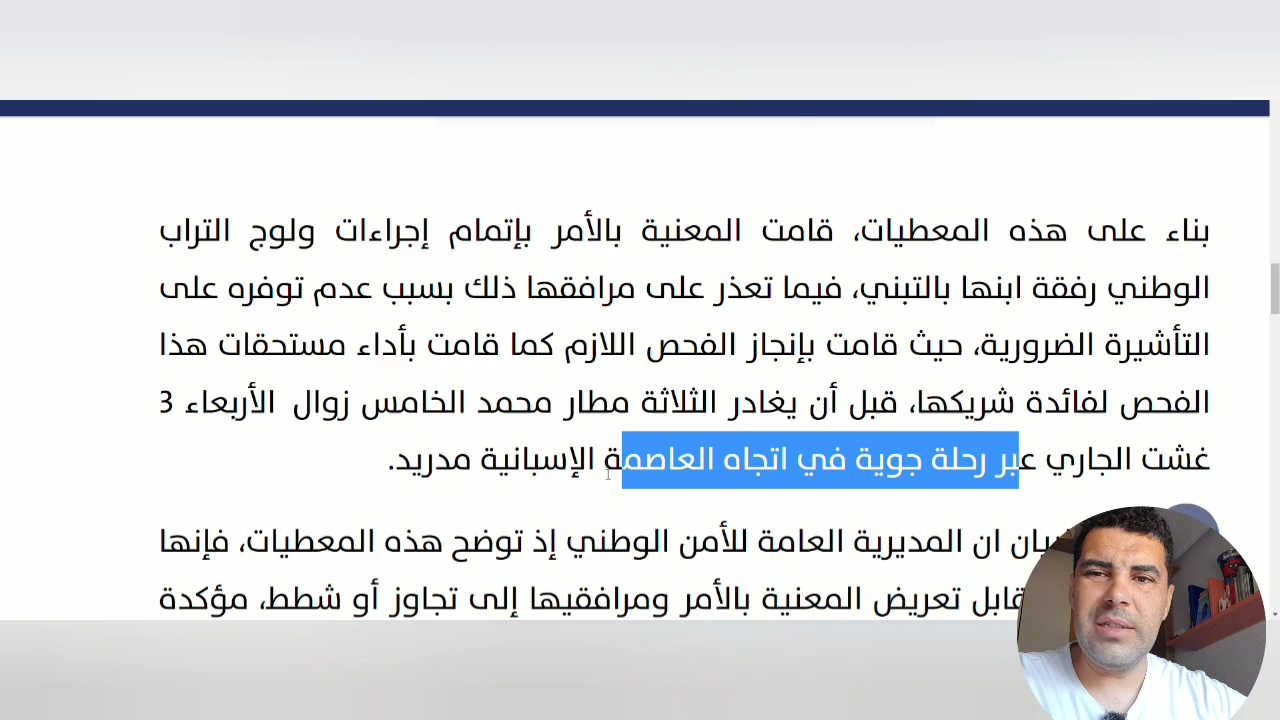 بناء على هذه المعطيات، قامت المعنية بالأمر بإتمام إجراءات ولوج التراب
الوطني رفقة ابنها بالتبني، فيما تعذر على مرافقها ذلك بسبب عدم توفره على
التأشيرة الضرورية، حيث قامت بإنجاز الفحص اللازم كما قامت بأداء مستحقات هذا
الفحص لفائدة شريكها، قبل أن يغادر الثلاثة مطار محمد الخامس زوال الأربعاء 3
غشت الجاري عبر رحلة جوية في اتجاه العاصمة الإسبانية مدريد.
ان المديرية العامة للأمن الوطني إذ توضح هذه المعطيات، فإنها
تعريض المعنية بالأمر ومرافقيها إلى تجاوز أو شطط، مؤكدة